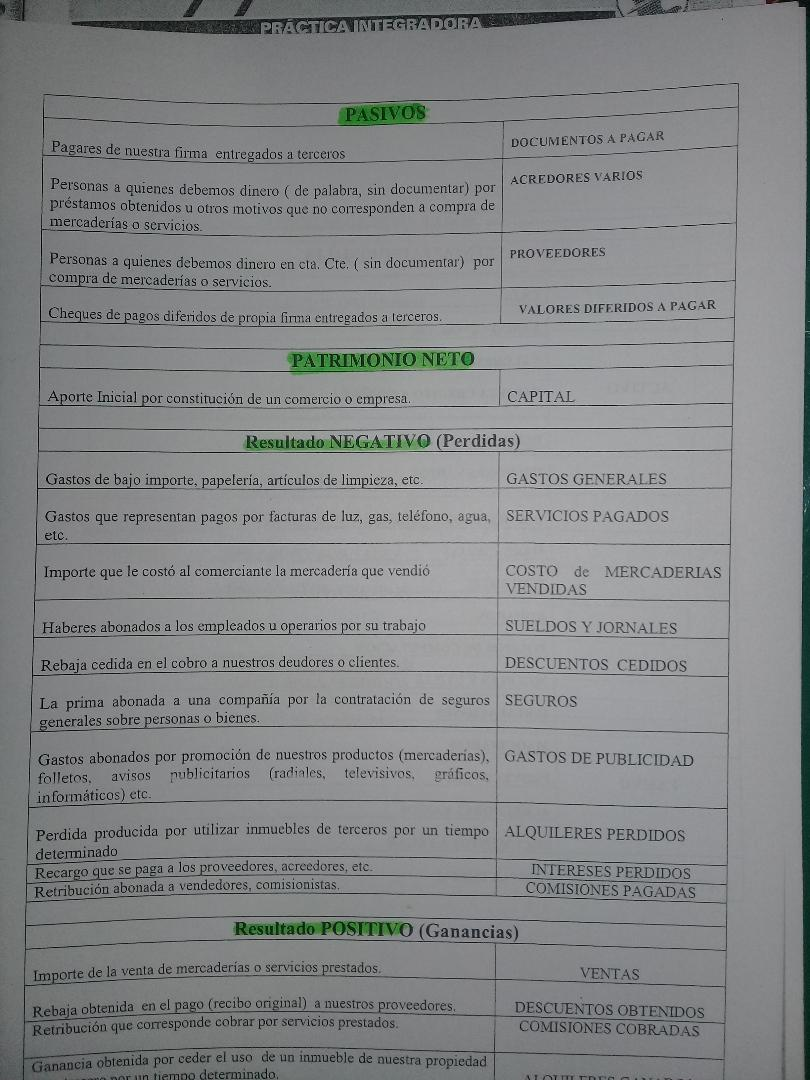 PRÁCTICA INTEGRADORA
PASIVOS
Pagares de nuestra firma entregados a terceros
DOCUMENTOS A PAGAR
Personas a quienes debemos dinero ( de palabra, sin documentar) por
préstamos obtenidos u otros motivos que no corresponden a compra de
mercaderías o servicios.
ACREDORES VARIOS
Personas a quienes debemos dinero en cta. Cte. ( sin documentar) por
compra de mercaderías o servicios.
PROVEEDORES
Cheques de pagos diferidos de propia firma entregados a terceros.
VALORES DIFERIDOS A PAGAR
PATRIMONIO NETO
Aporte Inicial por constitución de un comercio o empresa.
CAPITAL
Resultado NEGATIVO (Perdidas)
Gastos de bajo importe, papelería, artículos de limpieza, etc.
GASTOS GENERALES
Gastos que representan pagos por facturas de luz, gas, teléfono, agua,
etc.
SERVICIOS PAGADOS
Importe que le costó al comerciante la mercadería que vendió
COSTO de MERCADERIAS
VENDIDAS
Haberes abonados a los empleados u operarios por su trabajo
SUELDOS Y JORNALES
Rebaja cedida en el cobro a nuestros deudores o clientes.
DESCUENTOS CEDIDOS
La prima abonada a una compañía por la contratación de seguros
generales sobre personas o bienes.
SEGUROS
Gastos abonados por promoción de nuestros productos (mercaderías),
folletos, avisos publicitarios (radiales, televisivos, gráficos,
informáticos) etc.
GASTOS DE PUBLICIDAD
Perdida producida por utilizar inmuebles de terceros por un tiempo
determinado
ALQUILERES PERDIDOS
Recargo que se paga a los proveedores, acreedores, etc.
INTERESES PERDIDOS
Retribución abonada a vendedores, comisionistas.
COMISIONES PAGADAS
Resultado POSITIVO (Ganancias)
Importe de la venta de mercaderías o servicios prestados.
VENTAS
Rebaja obtenida en el pago (recibo original) a nuestros proveedores.
DESCUENTOS OBTENIDOS
Retribución que corresponde cobrar por servicios prestados.
COMISIONES COBRADAS
Ganancia obtenida por ceder el uso de un inmueble de nuestra propiedad
por un tiempo determinado.